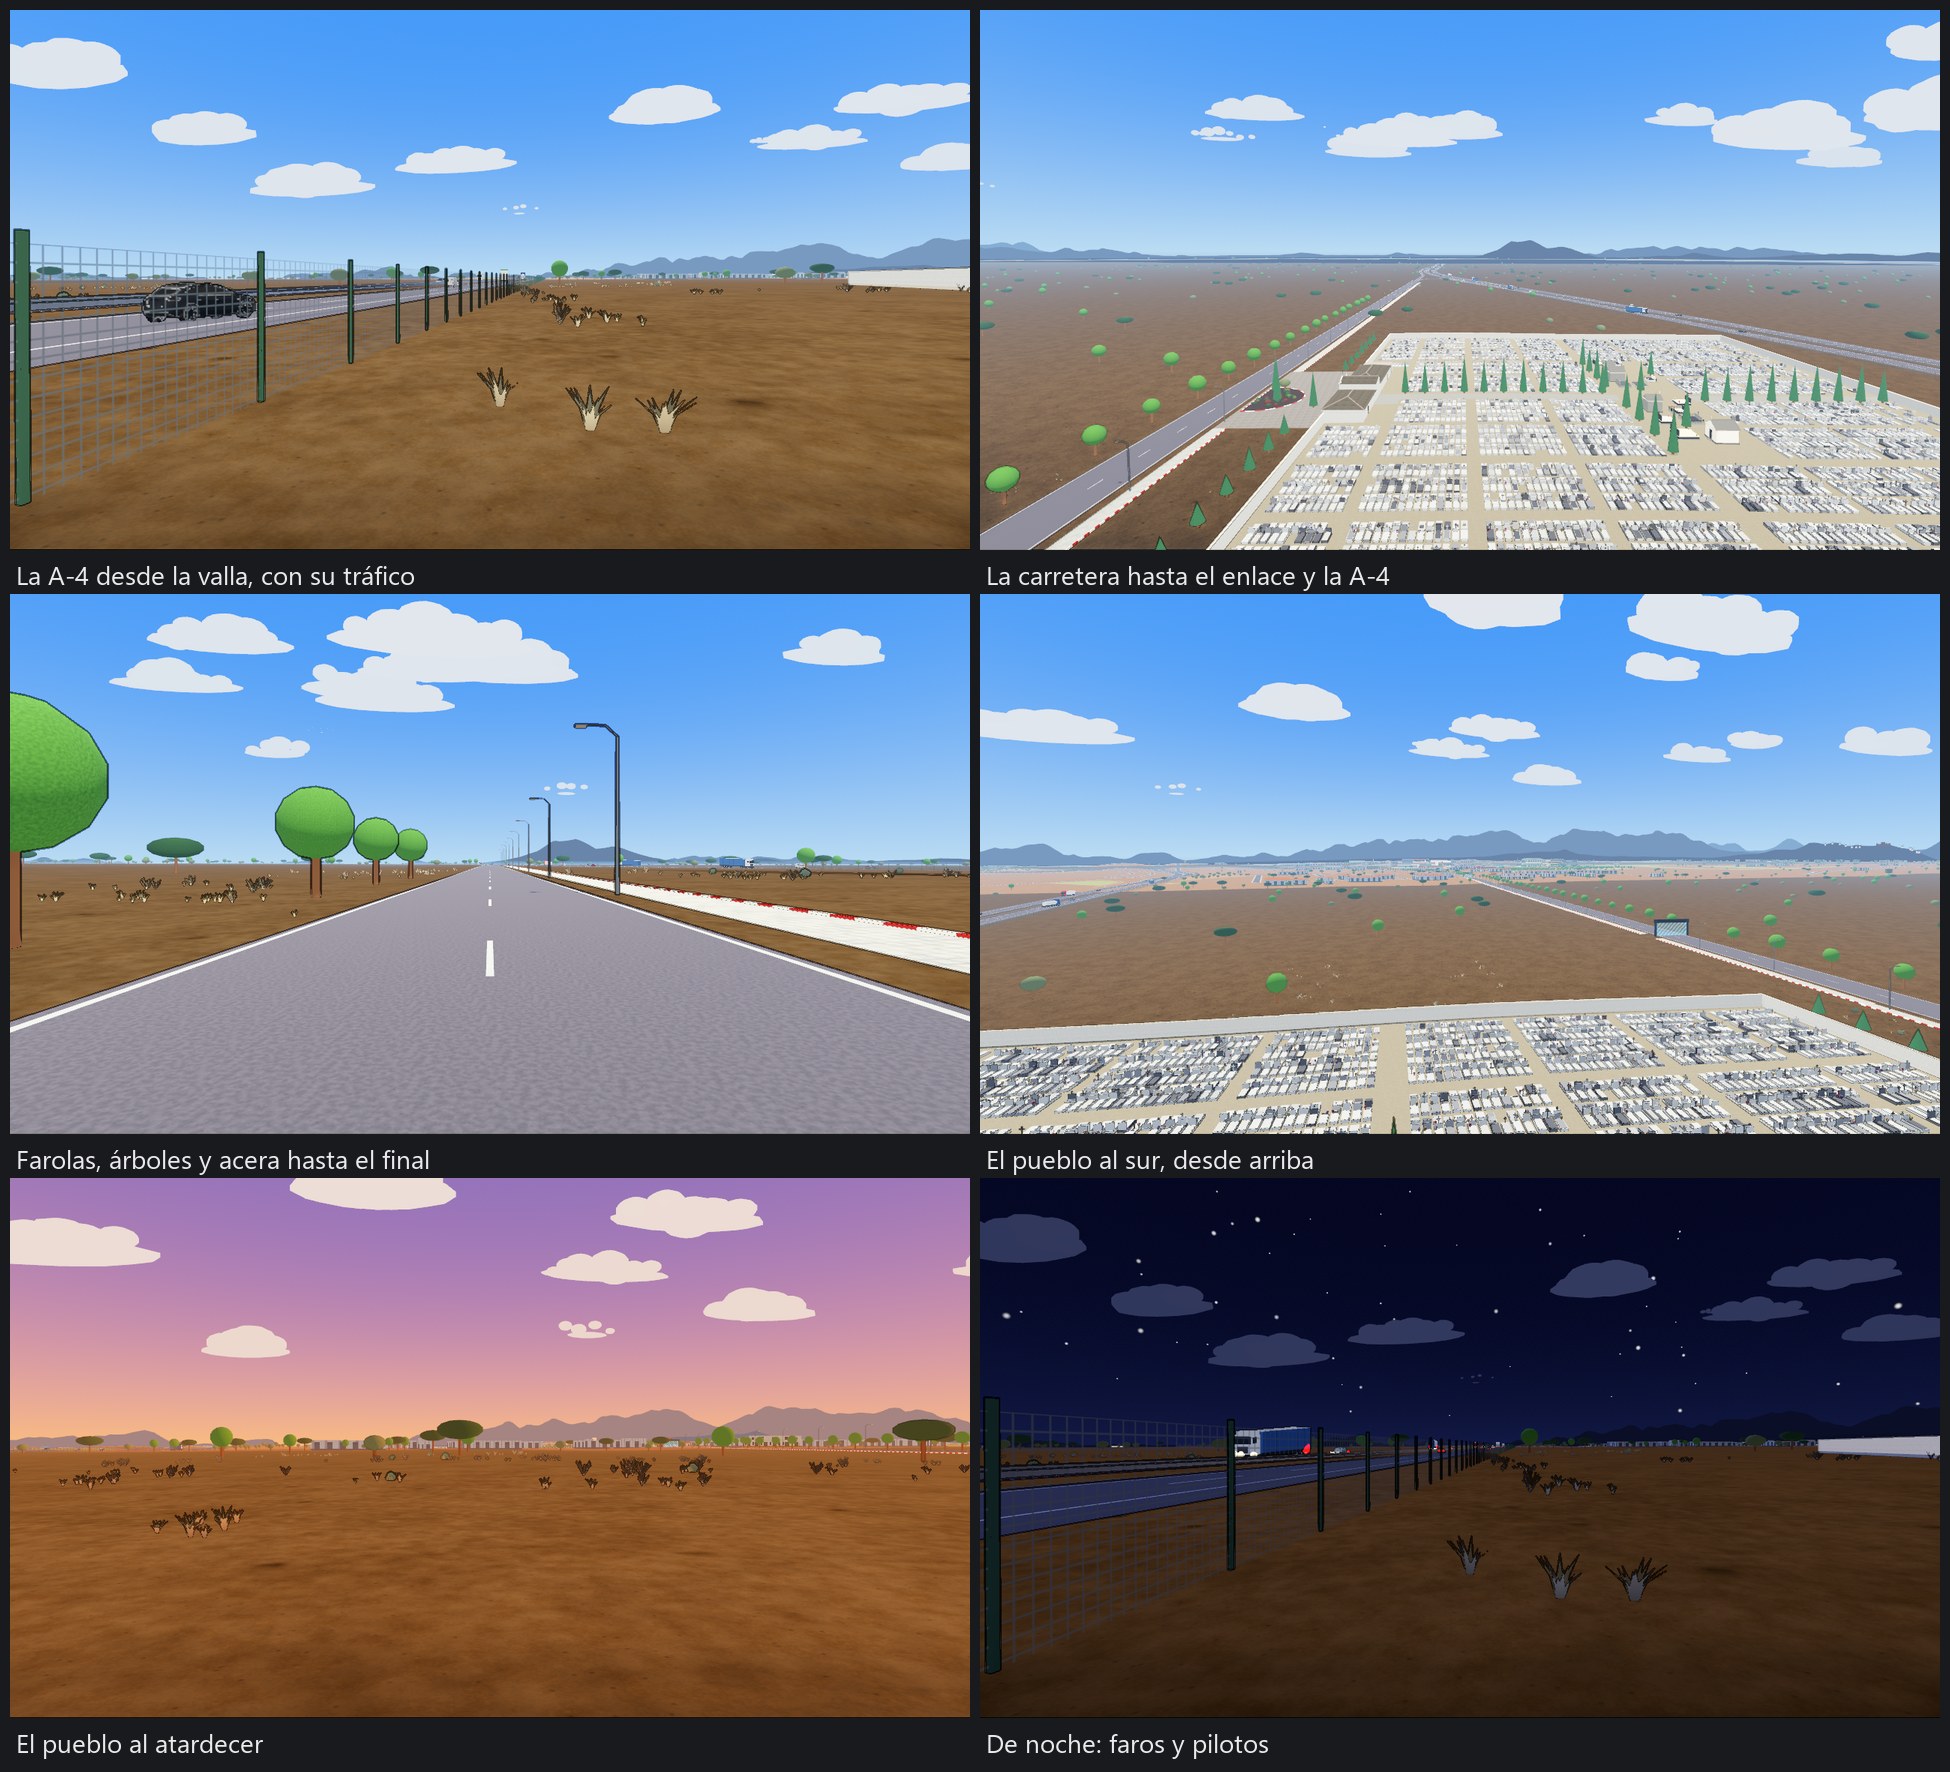 La A-4 desde la valla, con su tráfico
La carretera hasta el enlace y la A-4
Farolas, árboles y acera hasta el final
El pueblo al sur, desde arriba
El pueblo al atardecer
De noche: faros y pilotos